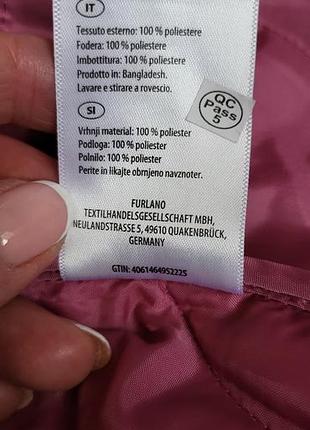 IT
Tessuto esterno: 100 % poliestere
Fodera: 100 % poliestere
Imbottitura: 100 % poliestere
Prodotto in: Bangladesh.
Lavare e stirare a rovescio.
QC
Pass
5
SI
Vrhnji material: 100 % poliester
Podloga: 100 % poliester
Polnilo: 100 % poliester
Perite in likajte obrnjeno navznoter.
FURLANO
TEXTILHANDELSGESELLSCHAFT MBH,
NEULANDSTRASSE 5, 49610 QUAKENBRÜCK,
GERMANY
GTIN: 4061464952225